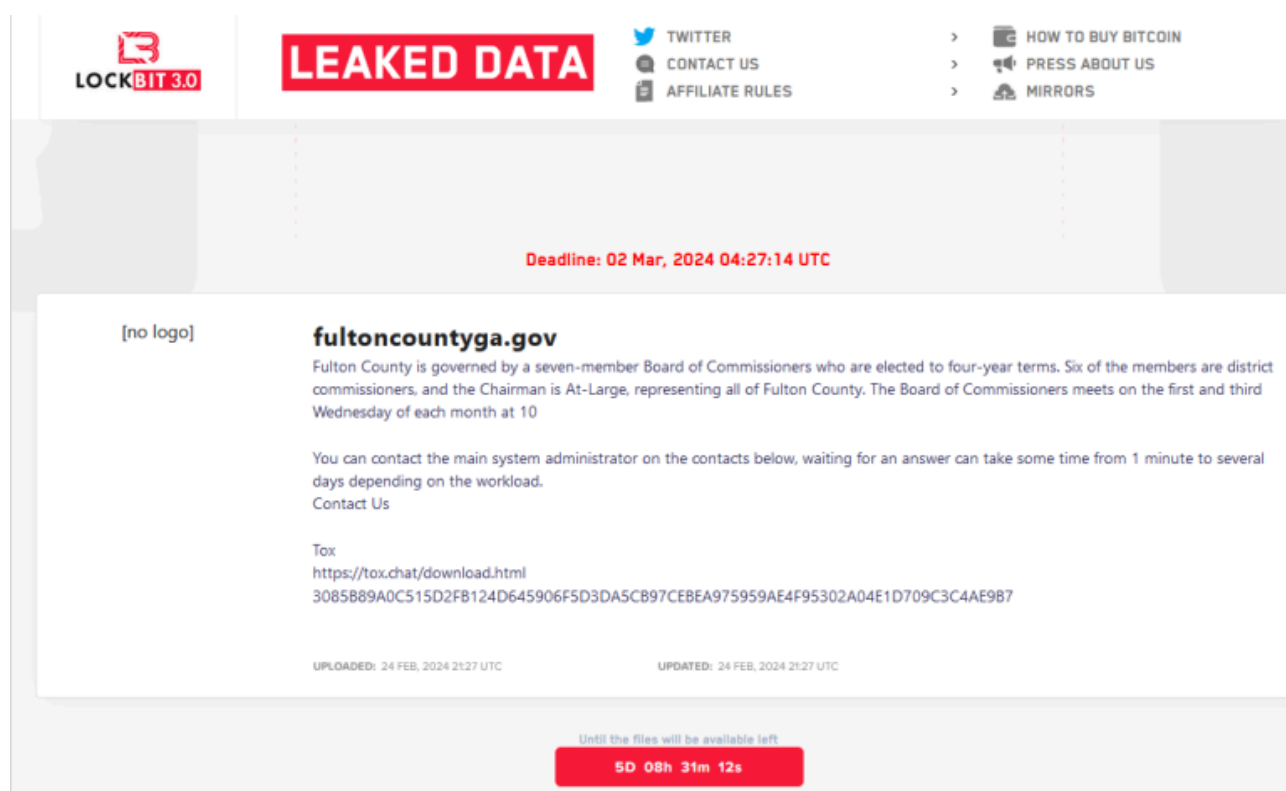 LOCKBIT 3.0
LEAKED DATA
TWITTER
CONTACT US
AFFILIATE RULES
>
>
>
HOW TO BUY BITCOIN
PRESS ABOUT US
MIRRORS
Deadline: 02 Mar, 2024 04:27:14 UTC
[no logo]
fultoncountyga.gov
Fulton County is governed by a seven-member Board of Commissioners who are elected to four-year terms. Six of the members are district
commissioners, and the Chairman is At-Large, representing all of Fulton County. The Board of Commissioners meets on the first and third
Wednesday of each month at 10
You can contact the main system administrator on the contacts below, waiting for an answer can take some time from 1 minute to several
days depending on the workload.
Contact Us
Tox
https://tox.chat/download.html
3085B89A0C515D2FB124D645906F5D3DA5CB97CEBEA975959AE4F95302A04E1D709C3C4AE9B7
UPLOADED: 24 FEB, 2024 21:27 UTC
UPDATED: 24 FEB, 2024 21:27 UTC
Until the files will be available left
5D 08h 31m 12s